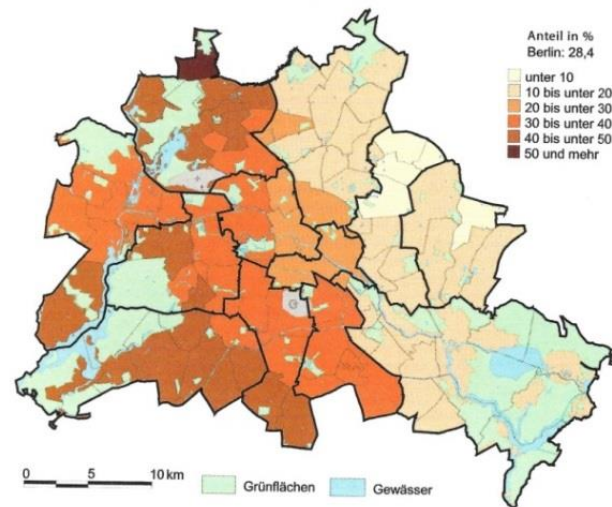 Anteil in %
Berlin: 28,4
unter 10
10 bis unter 20
20 bis unter 30
30 bis unter 40
40 bis unter 50
50 und mehr
0 5 10 km
Grünflächen Gewässer